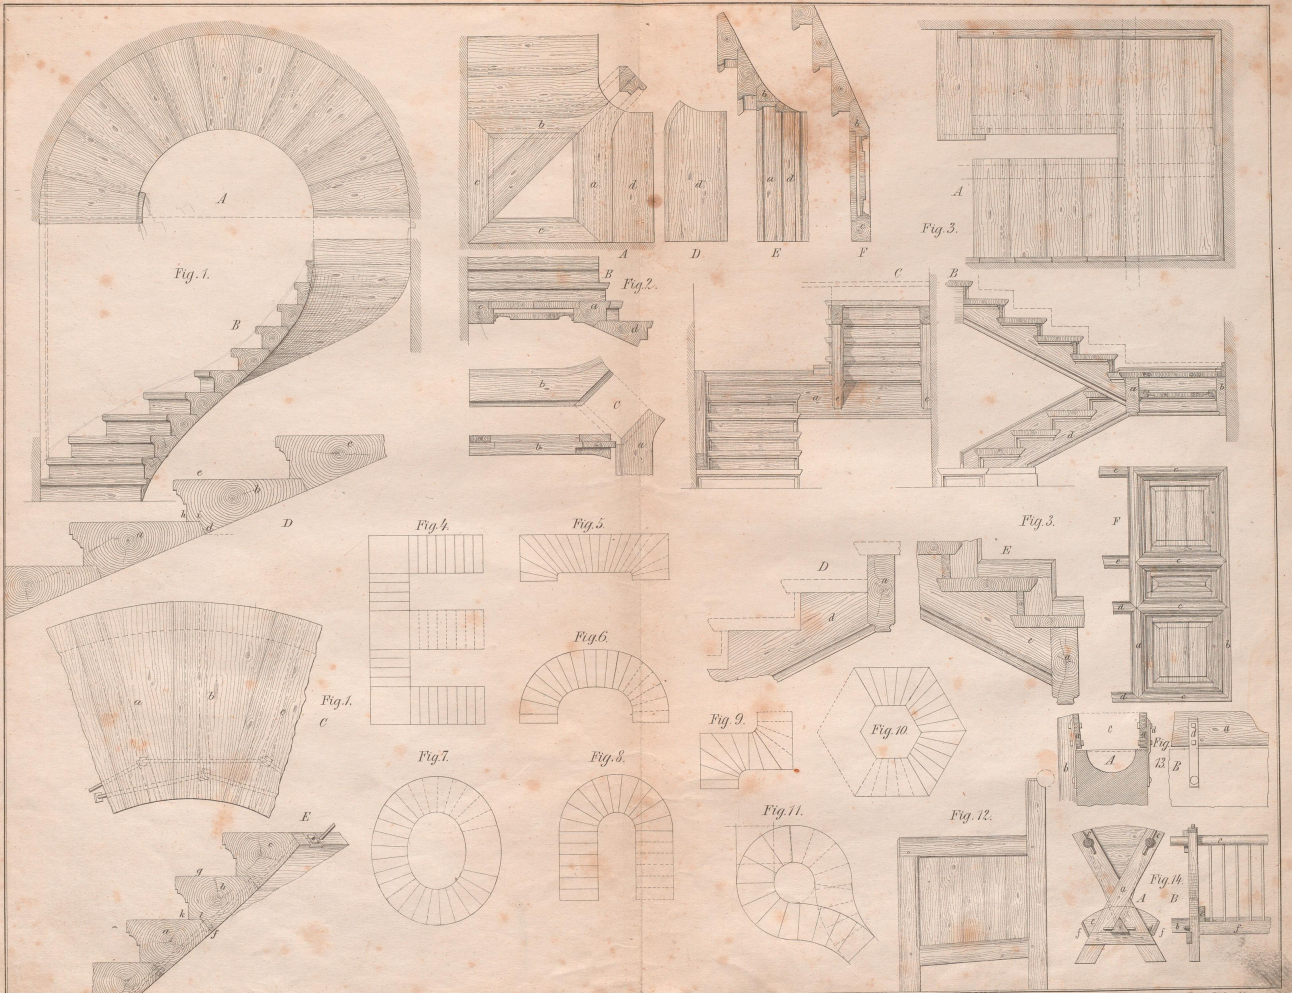 A
Fig. 1.
B
b
c
a
d
c
A
d
D
h
a
d
E
b
c
F
A
Fig. 3.
B
Fig. 2.
c
a
d
b
C
b
a
C
B
a
c
c
a
b
d
e
c
e
b
h
i
a
d
D
Fig. 4.
Fig. 5.
Fig. 3.
D
a
d
E
e
a
e
c
F
e
c
d
c
a
b
d
c
a
b
e
Fig. 1.
C
Fig. 6.
Fig. 7.
Fig. 8.
Fig. 9.
Fig. 10.
Fig. 11.
Fig. 12.
c
d
b
A
Fig. 13.
B
d
a
E
c
g
b
k
i
a
f
a
A
f
f
Fig. 14.
B
b
f